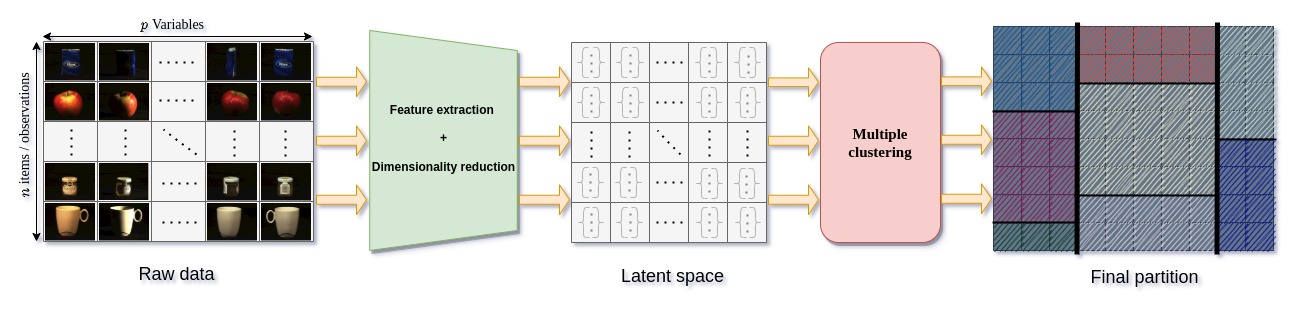 p Variables
n items / observations
Feature extraction
+
Dimensionality reduction
Multiple
clustering
Raw data
Latent space
Final partition